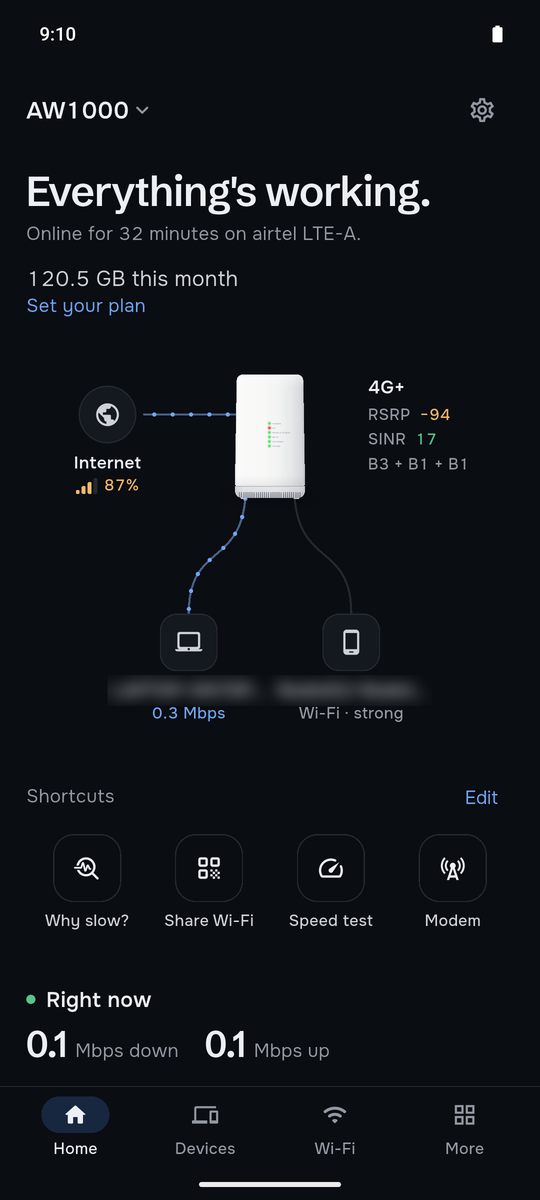 9:10
AW1000
Everything's working.
Online for 32 minutes on airtel LTE-A.
120.5 GB this month
Set your plan
4G+
RSRP -94
SINR 17
B3 + B1 + B1
Internet
87%
0.3 Mbps
Wi-Fi · strong
Shortcuts
Edit
Why slow?
Share Wi-Fi
Speed test
Modem
Right now
0.1 Mbps down 0.1 Mbps up
Home
Devices
Wi-Fi
More